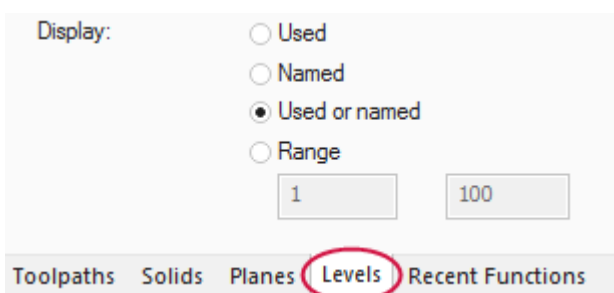 Display: Used
Named
Used or named
Range
1 100
Toolpaths Solids Planes Levels Recent Functions